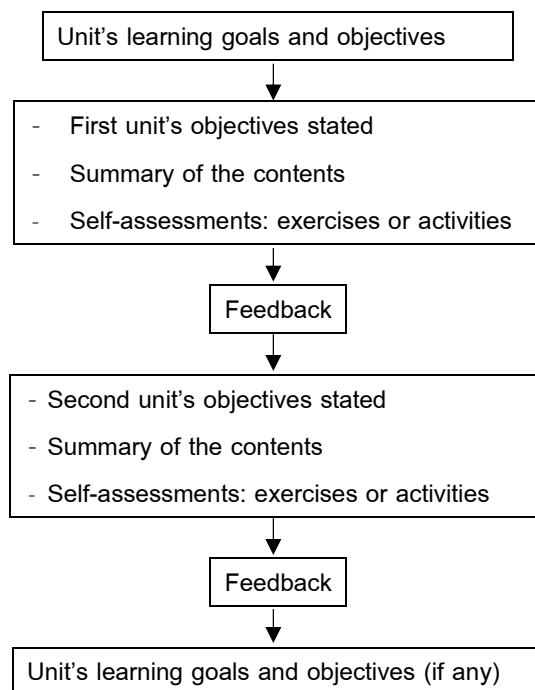 Unit’s learning goals and objectives
- First unit’s objectives stated
- Summary of the contents
- Self-assessments: exercises or activities
Feedback
- Second unit’s objectives stated
- Summary of the contents
- Self-assessments: exercises or activities
Feedback
Unit’s learning goals and objectives (if any)